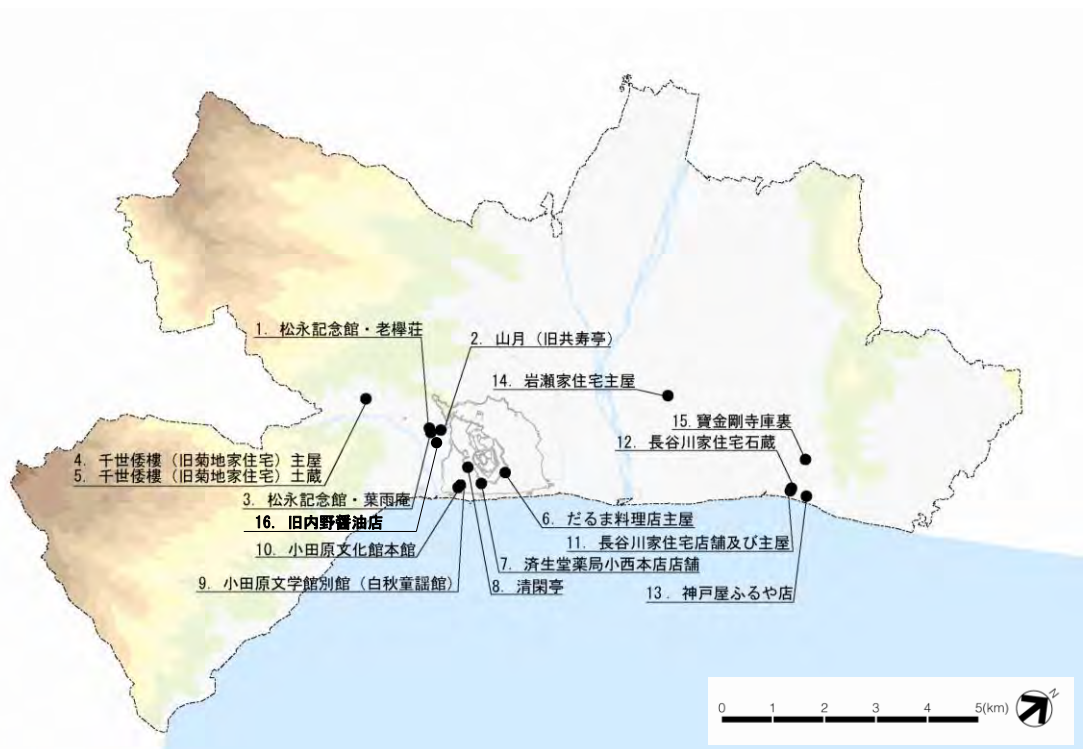 1. 松永記念館・老欅荘
2. 山月（旧共寿亭）
14. 岩瀬家住宅主屋
15. 寶金剛寺庫裏
12. 長谷川家住宅石蔵
4. 千世倭樓（旧菊地家住宅）主屋
5. 千世倭樓（旧菊地家住宅）土蔵
3. 松永記念館・葉雨庵
16. 旧内野醤油店
6. だるま料理店主屋
10. 小田原文化館本館
11. 長谷川家住宅店舗及び主屋
7. 済生堂薬局小西本店店舗
9. 小田原文学館別館（白秋童謡館）
8. 清閑亭
13. 神戸屋ふるや店
0 1 2 3 4 5(km)
N